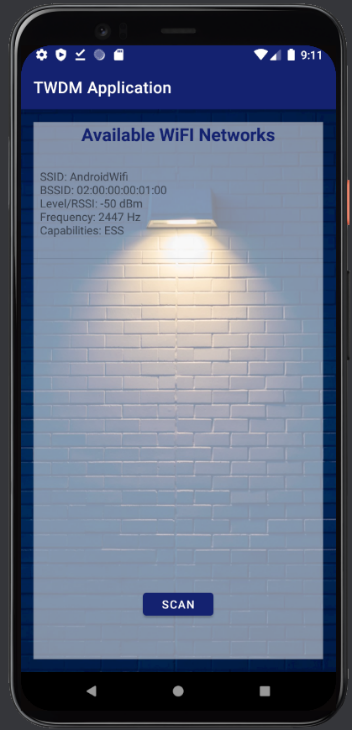 9:11
TWDM Application
Available WiFI Networks
SSID: AndroidWifi
BSSID: 02:00:00:00:01:00
Level/RSSI: -50 dBm
Frequency: 2447 Hz
Capabilities: ESS
SCAN